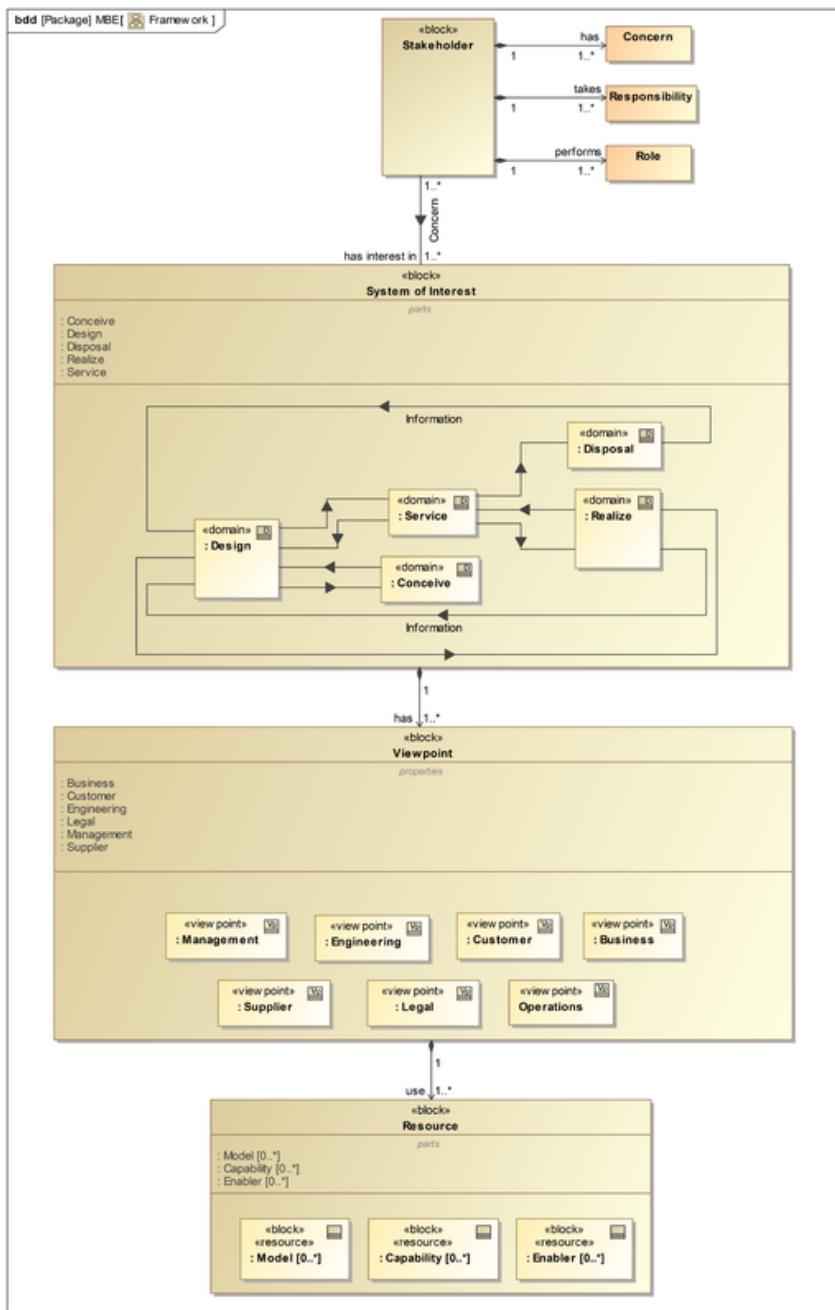 bdd [Package] MBE[ Framework ]
«block»
Stakeholder
has
1
1..*
Concern
takes
1
1..*
Responsibility
performs
1
1..*
Role
1..*
Concern
has interest in
1..*
«block»
System of Interest
parts
: Conceive
: Design
: Disposal
: Realize
: Service
Information
«domain»
: Disposal
«domain»
: Service
«domain»
: Realize
«domain»
: Design
«domain»
: Conceive
Information
1
has
1..*
«block»
Viewpoint
properties
: Business
: Customer
: Engineering
: Legal
: Management
: Supplier
«view point»
: Management
«view point»
: Engineering
«view point»
: Customer
«view point»
: Business
«view point»
: Supplier
«view point»
: Legal
«view point»
Operations
1
use
1..*
«block»
Resource
parts
: Model [0..*]
: Capability [0..*]
: Enabler [0..*]
«block»
«resource»
: Model [0..*]
«block»
«resource»
: Capability [0..*]
«block»
«resource»
: Enabler [0..*]